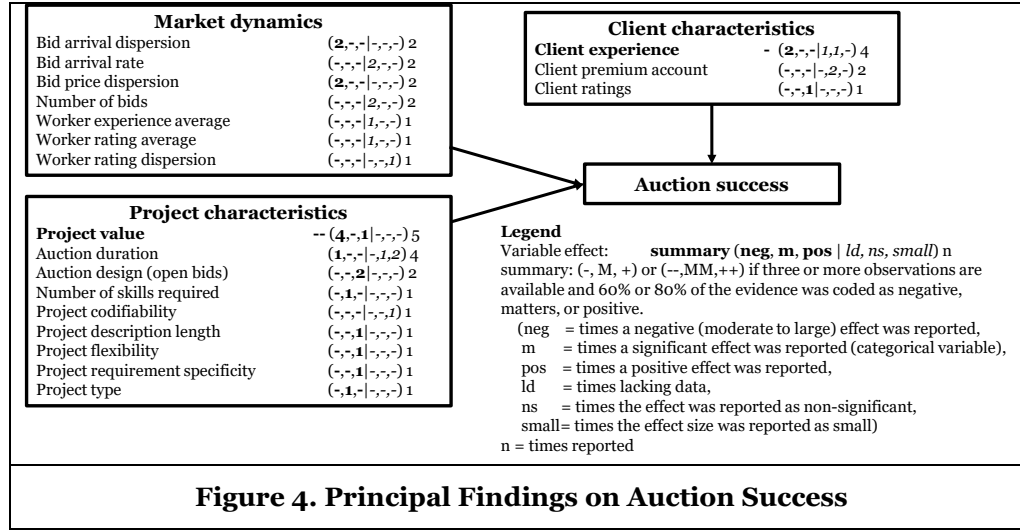 Market dynamics
Bid arrival dispersion (2,-,-|-,-,-) 2
Bid arrival rate (-,-,-|2,-,-) 2
Bid price dispersion (2,-,-|-,-,-) 2
Number of bids (-,-,-|2,-,-) 2
Worker experience average (-,-,-|1,-,-) 1
Worker rating average (-,-,-|1,-,-) 1
Worker rating dispersion (-,-,-|-,-,1) 1
Client characteristics
Client experience - (2,-,-|1,1,-) 4
Client premium account (-,-,-|-,2,-) 2
Client ratings (-,-,1|-,-,-) 1
Auction success
Project characteristics
Project value -- (4,-,1|-,-,-) 5
Auction duration (1,-,-|-,1,2) 4
Auction design (open bids) (-,-,2|-,-,-) 2
Number of skills required (-,1,-|-,-,-) 1
Project codifiability (-,-,-|-,-,1) 1
Project description length (-,-,1|-,-,-) 1
Project flexibility (-,-,1|-,-,-) 1
Project requirement specificity (-,-,1|-,-,-) 1
Project type (-,1,-|-,-,-) 1
Legend
Variable effect: summary (neg, m, pos | ld, ns, small) n
summary: (-, M, +) or (--,MM,++) if three or more observations are
available and 60% or 80% of the evidence was coded as negative,
matters, or positive.
(neg = times a negative (moderate to large) effect was reported,
m = times a significant effect was reported (categorical variable),
pos = times a positive effect was reported,
ld = times lacking data,
ns = times the effect was reported as non-significant,
small= times the effect size was reported as small)
n = times reported
Figure 4. Principal Findings on Auction Success